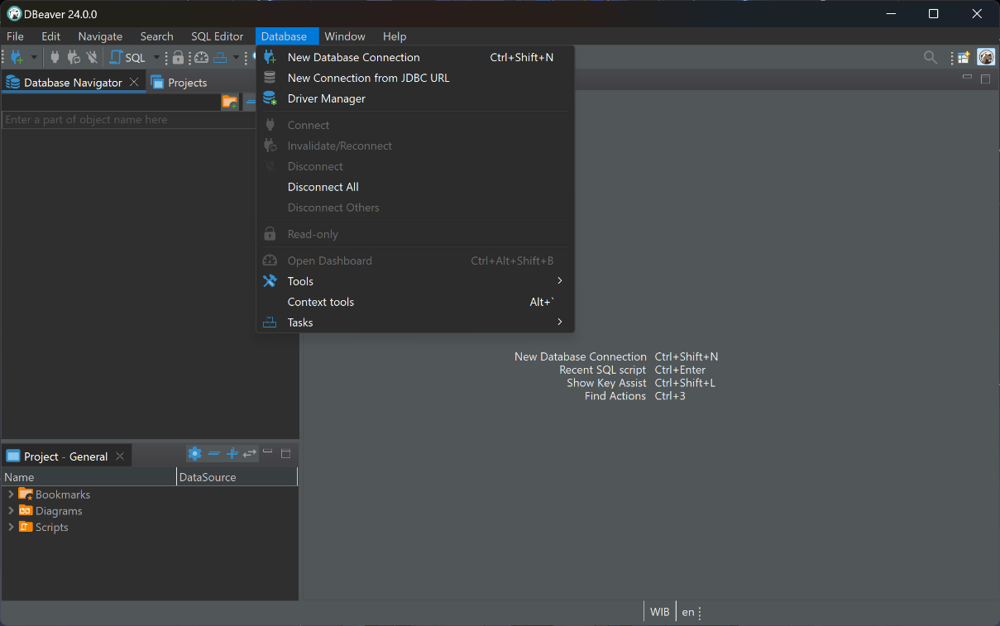 DBeaver 24.0.0
File Edit Navigate Search SQL Editor Database Window Help
SQL
Database Navigator Projects
Enter a part of object name here
New Database Connection Ctrl+Shift+N
New Connection from JDBC URL
Driver Manager
Connect
Invalidate/Reconnect
Disconnect
Disconnect All
Disconnect Others
Read-only
Open Dashboard Ctrl+Alt+Shift+B
Tools
Context tools Alt+`
Tasks
New Database Connection Ctrl+Shift+N
Recent SQL script Ctrl+Enter
Show Key Assist Ctrl+Shift+L
Find Actions Ctrl+3
Project - General
Name DataSource
Bookmarks
Diagrams
Scripts
WIB en